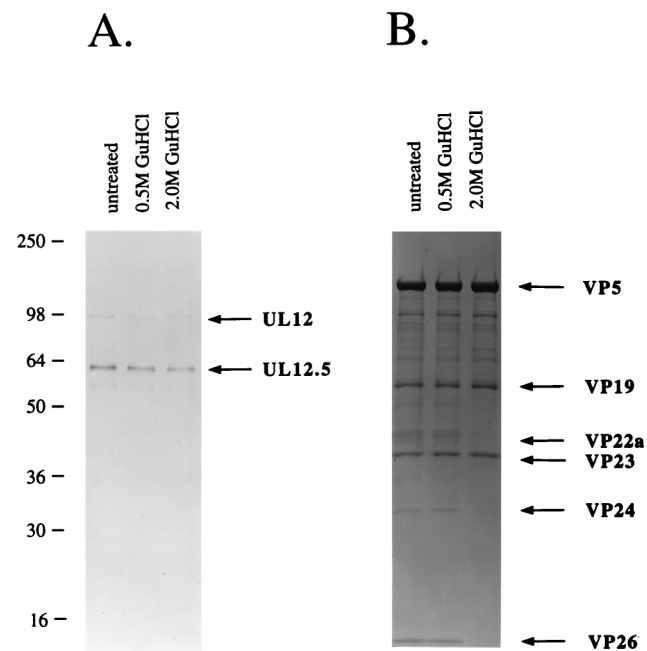 A.
B.
untreated
0.5M GuHCl
2.0M GuHCl
untreated
0.5M GuHCl
2.0M GuHCl
250
98
64
50
36
30
16
UL12
UL12.5
VP5
VP19
VP22a
VP23
VP24
VP26